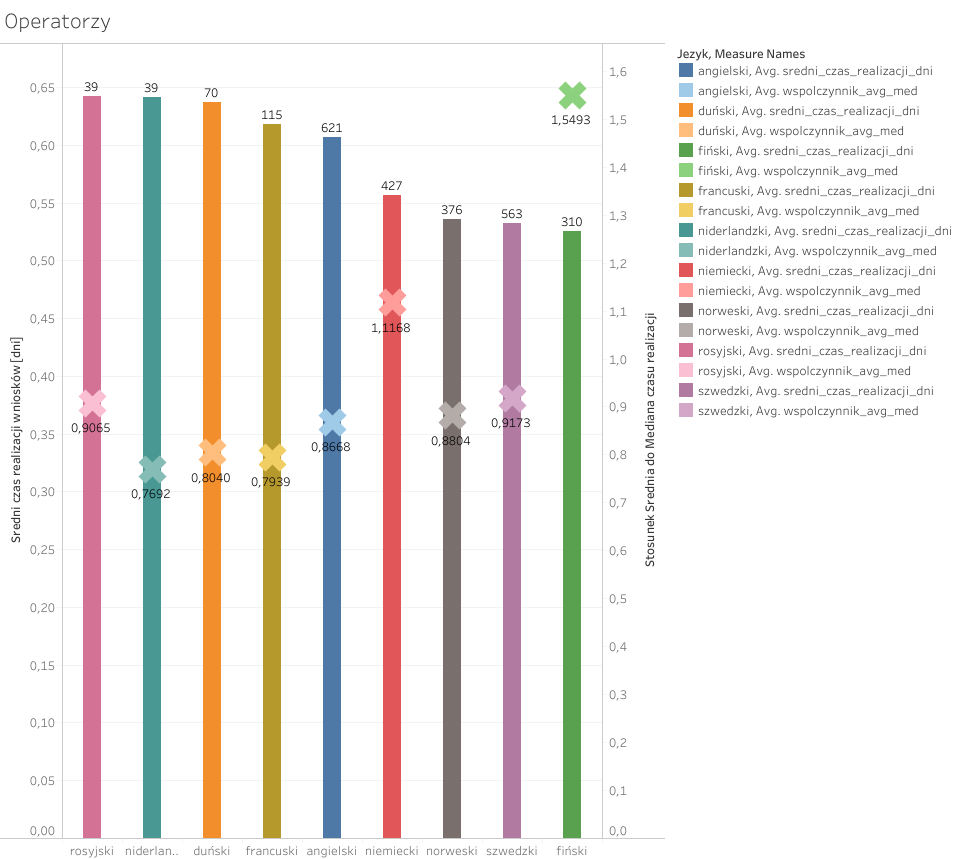 Operatorzy
Sredni czas realizacji wniosków [dni]
0,65
0,60
0,55
0,50
0,45
0,40
0,35
0,30
0,25
0,20
0,15
0,10
0,05
0,00
39
39
70
115
621
427
376
563
310
0,9065
0,7692
0,8040
0,7939
0,8668
1,1168
0,8804
0,9173
1,5493
rosyjski
niderlan..
duński
francuski
angielski
niemiecki
norweski
szwedzki
fiński
1,6
1,5
1,4
1,3
1,2
1,1
1,0
0,9
0,8
0,7
0,6
0,5
0,4
0,3
0,2
0,1
0,0
Stosunek Srednia do Mediana czasu realizacji
Jezyk, Measure Names
angielski, Avg. sredni_czas_realizacji_dni
angielski, Avg. wspolczynnik_avg_med
duński, Avg. sredni_czas_realizacji_dni
duński, Avg. wspolczynnik_avg_med
fiński, Avg. sredni_czas_realizacji_dni
fiński, Avg. wspolczynnik_avg_med
francuski, Avg. sredni_czas_realizacji_dni
francuski, Avg. wspolczynnik_avg_med
niderlandzki, Avg. sredni_czas_realizacji_dni
niderlandzki, Avg. wspolczynnik_avg_med
niemiecki, Avg. sredni_czas_realizacji_dni
niemiecki, Avg. wspolczynnik_avg_med
norweski, Avg. sredni_czas_realizacji_dni
norweski, Avg. wspolczynnik_avg_med
rosyjski, Avg. sredni_czas_realizacji_dni
rosyjski, Avg. wspolczynnik_avg_med
szwedzki, Avg. sredni_czas_realizacji_dni
szwedzki, Avg. wspolczynnik_avg_med